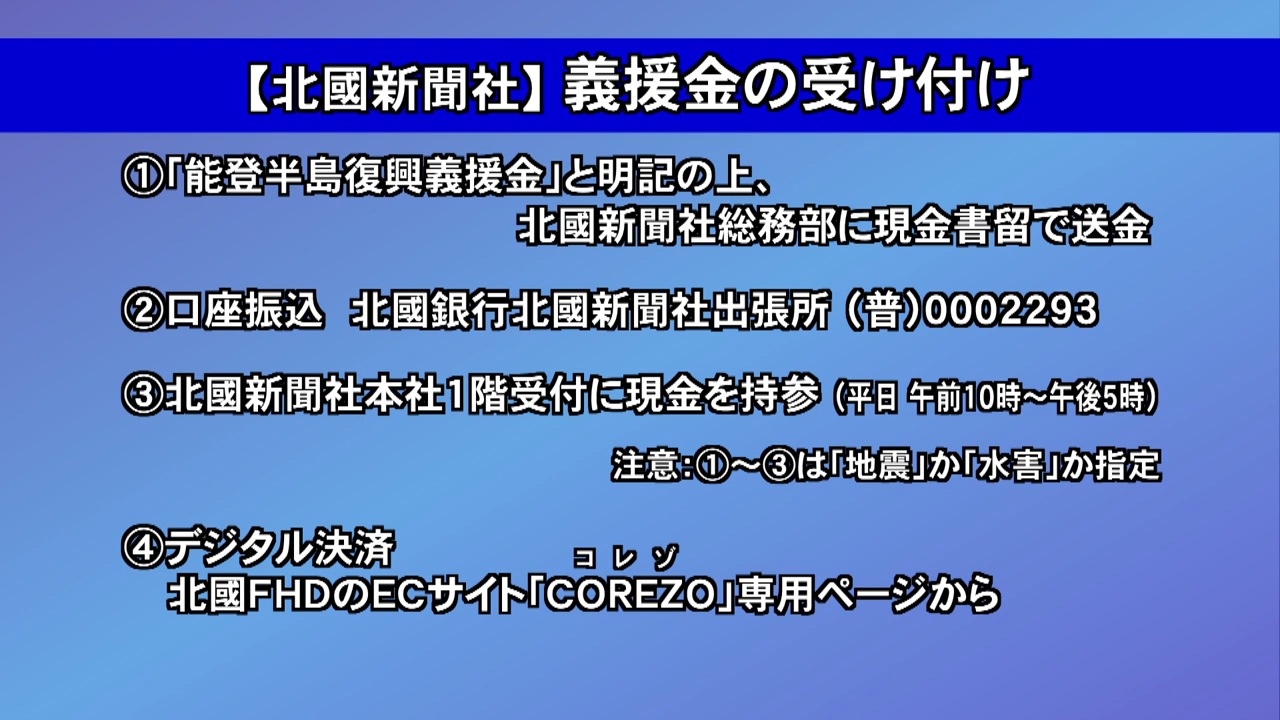 【北國新聞社】義援金の受け付け
①「能登半島復興義援金」と明記の上、
北國新聞社総務部に現金書留で送金
②口座振込 北國銀行北國新聞社出張所（普）0002293
③北國新聞社本社1階受付に現金を持参（平日 午前10時～午後5時）
注意：①～③は「地震」か「水害」か指定
④デジタル決済
コレゾ
北國FHDのECサイト「COREZO」専用ページから